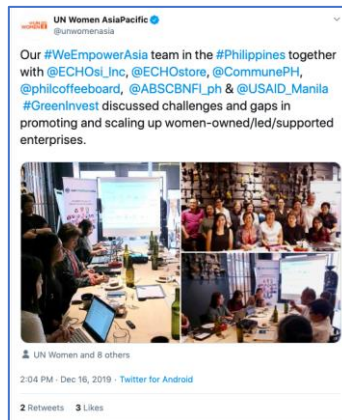 UN Women AsiaPacific
@unwomenasia
Our #WeEmpowerAsia team in the #Philippines together
with @ECHOsi_Inc, @ECHOstore, @CommunePH,
@philcoffeeboard, @ABSCBNFI_ph & @USAID_Manila
#GreenInvest discussed challenges and gaps in
promoting and scaling up women-owned/led/supported
enterprises.
UN Women and 8 others
2:04 PM · Dec 16, 2019 · Twitter for Android
2 Retweets 3 Likes